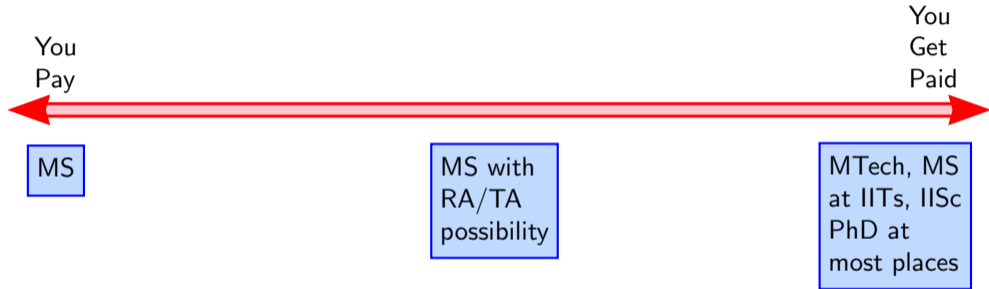 You
Pay
You
Get
Paid
MS
MS with
RA/TA
possibility
MTech, MS
at IITs, IISc
PhD at
most places